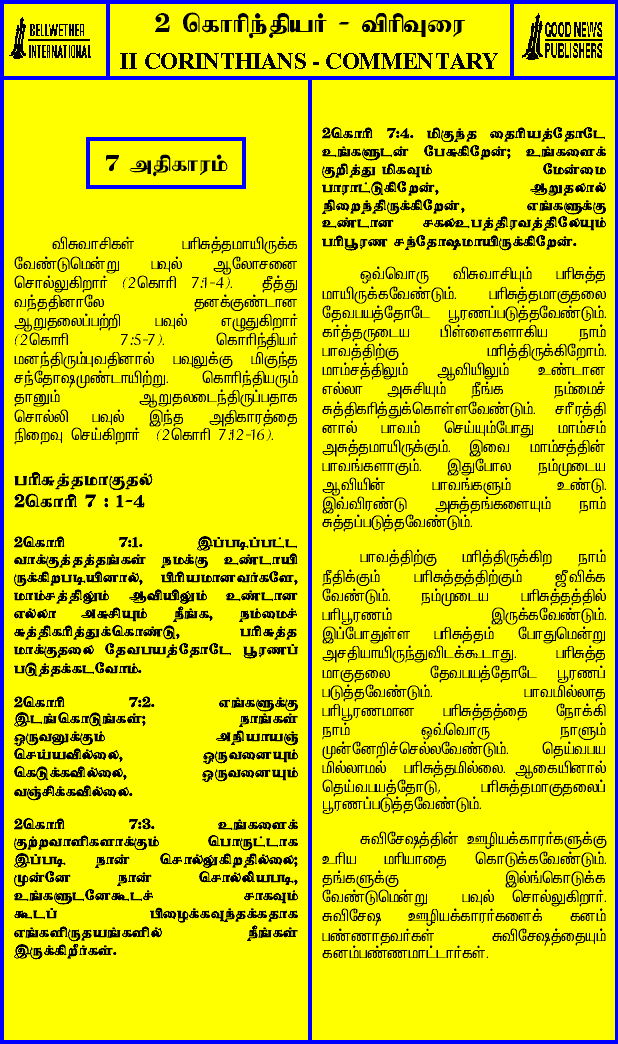 BELLWETHER
INTERNATIONAL
2 கொரிந்தியர் - விரிவுரை
II CORINTHIANS - COMMENTARY
GOOD NEWS
PUBLISHERS
7 அதிகாரம்
விசுவாசிகள் பரிசுத்தமாயிருக்க
வேண்டுமென்று பவுல் ஆலோசனை
சொல்லுகிறார் (2கொரி 7:1-4). தீத்து
வந்ததினாலே தனக்குண்டான
ஆறுதலைப்பற்றி பவுல் எழுதுகிறார்
(2கொரி 7:5-7). கொரிந்தியர்
மனந்திரும்புவதினால் பவுலுக்கு மிகுந்த
சந்தோஷமுண்டாயிற்று. கொரிந்தியரும்
தானும் ஆறுதலடைந்திருப்பதாக
சொல்லி பவுல் இந்த அதிகாரத்தை
நிறைவு செய்கிறார் (2கொரி 7:12-16).
பரிசுத்தமாகுதல்
2கொரி 7 : 1-4
2கொரி 7:1. இப்படிப்பட்ட
வாக்குத்தத்தங்கள் நமக்கு உண்டாயி
ருக்கிறபடியினால், பிரியமானவர்களே,
மாம்சத்திலும் ஆவியிலும் உண்டான
எல்லா அசுசியும் நீங்க, நம்மைச்
சுத்திகரித்துக்கொண்டு, பரிசுத்த
மாக்குதலை தேவபயத்தோடே பூரணப்
படுத்தக்கடவோம்.
2கொரி 7:2. எங்களுக்கு
இடங்கொடுங்கள்; நாங்கள்
ஒருவனுக்கும் அநியாயஞ்
செய்யவில்லை, ஒருவனையும்
கெடுக்கவில்லை, ஒருவனையும்
வஞ்சிக்கவில்லை.
2கொரி 7:3. உங்களைக்
குற்றவாளிகளாக்கும் பொருட்டாக
இப்படி நான் சொல்லுகிறதில்லை;
முன்னே நான் சொல்லியபடி,
உங்களுடனேகூடச் சாகவும்
கூடப் பிழைக்கவுந்தக்கதாக
எங்களிருதயங்களில் நீங்கள்
இருக்கிறீர்கள்.
2கொரி 7:4. மிகுந்த தைரியத்தோடே
உங்களுடன் பேசுகிறேன்; உங்களைக்
குறித்து மிகவும் மேன்மை
பாராட்டுகிறேன், ஆறுதலால்
நிறைந்திருக்கிறேன், எங்களுக்கு
உண்டான சகலஉபத்திரவத்திலேயும்
பரிபூரண சந்தோஷமாயிருக்கிறேன்.
ஒவ்வொரு விசுவாசியும் பரிசுத்த
மாயிருக்கவேண்டும். பரிசுத்தமாகுதலை
தேவபயத்தோடே பூரணப்படுத்தவேண்டும்.
கர்த்தருடைய பிள்ளைகளாகிய நாம்
பாவத்திற்கு மரித்திருக்கிறோம்.
மாம்சத்திலும் ஆவியிலும் உண்டான
எல்லா அசுசியும் நீங்க நம்மைச்
சுத்திகரித்துக்கொள்ளவேண்டும். சரீரத்தி
னால் பாவம் செய்யும்போது மாம்சம்
அசுத்தமாயிருக்கும். இவை மாம்சத்தின்
பாவங்களாகும். இதுபோல நம்முடைய
ஆவியின் பாவங்களும் உண்டு.
இவ்விரண்டு அசுத்தங்களையும் நாம்
சுத்தப்படுத்தவேண்டும்.
பாவத்திற்கு மரித்திருக்கிற நாம்
நீதிக்கும் பரிசுத்தத்திற்கும் ஜீவிக்க
வேண்டும். நம்முடைய பரிசுத்தத்தில்
பரிபூரணம் இருக்கவேண்டும்.
இப்போதுள்ள பரிசுத்தம் போதுமென்று
அசதியாயிருந்துவிடக்கூடாது. பரிசுத்த
மாகுதலை தேவபயத்தோடே பூரணப்
படுத்தவேண்டும். பாவமில்லாத
பரிபூரணமான பரிசுத்தத்தை நோக்கி
நாம் ஒவ்வொரு நாளும்
முன்னேறிச்செல்லவேண்டும். தெய்வபய
மில்லாமல் பரிசுத்தமில்லை. ஆகையினால்
தெய்வபயத்தோடு, பரிசுத்தமாகுதலைப்
பூரணப்படுத்தவேண்டும்.
சுவிசேஷத்தின் ஊழியக்காரர்களுக்கு
உரிய மரியாதை கொடுக்கவேண்டும்.
தங்களுக்கு இல்ங்கொடுக்க
வேண்டுமென்று பவுல் சொல்லுகிறார்.
சுவிசேஷ ஊழியக்காரர்களைக் கனம்
பண்ணாதவர்கள் சுவிசேஷத்தையும்
கனம்பண்ணமாட்டார்கள்.